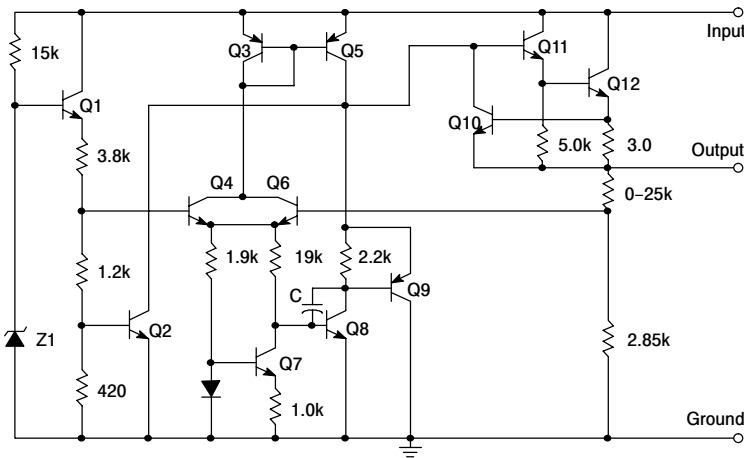 Input
15k
Q3
Q5
Q11
Q12
Q1
Q10
3.8k
5.0k
3.0
Output
Q4
Q6
0–25k
1.2k
1.9k
19k
2.2k
C
Q9
Z1
Q2
Q8
2.85k
Q7
420
1.0k
Ground